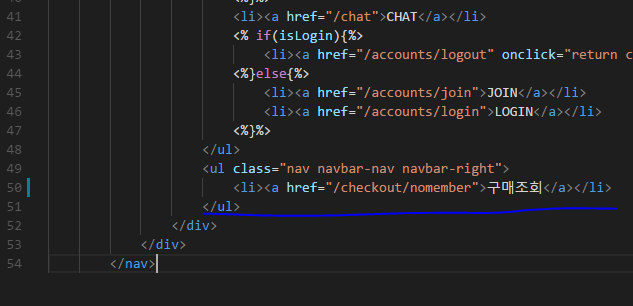 40 <%}%>
41 <li><a href="/chat">CHAT</a></li>
42 <% if(isLogin){%>
43 <li><a href="/accounts/logout" onclick="return c
44 <%}else{%>
45 <li><a href="/accounts/join">JOIN</a></li>
46 <li><a href="/accounts/login">LOGIN</a></li>
47 <%}%>
48 </ul>
49 <ul class="nav navbar-nav navbar-right">
50 <li><a href="/checkout/nomember">구매조회</a></li>
51 </ul>
52 </div>
53 </div>
54 </nav>